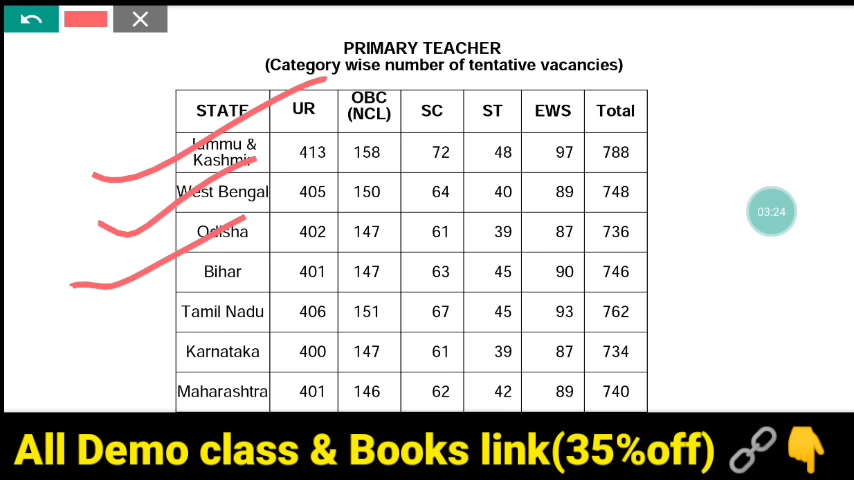 PRIMARY TEACHER
(Category wise number of tentative vacancies)
STATE UR OBC (NCL) SC ST EWS Total
Jammu & Kashmir 413 158 72 48 97 788
West Bengal 405 150 64 40 89 748
Odisha 402 147 61 39 87 736
Bihar 401 147 63 45 90 746
Tamil Nadu 406 151 67 45 93 762
Karnataka 400 147 61 39 87 734
Maharashtra 401 146 62 42 89 740
03:24
All Demo class & Books link(35%off) 🔗👇